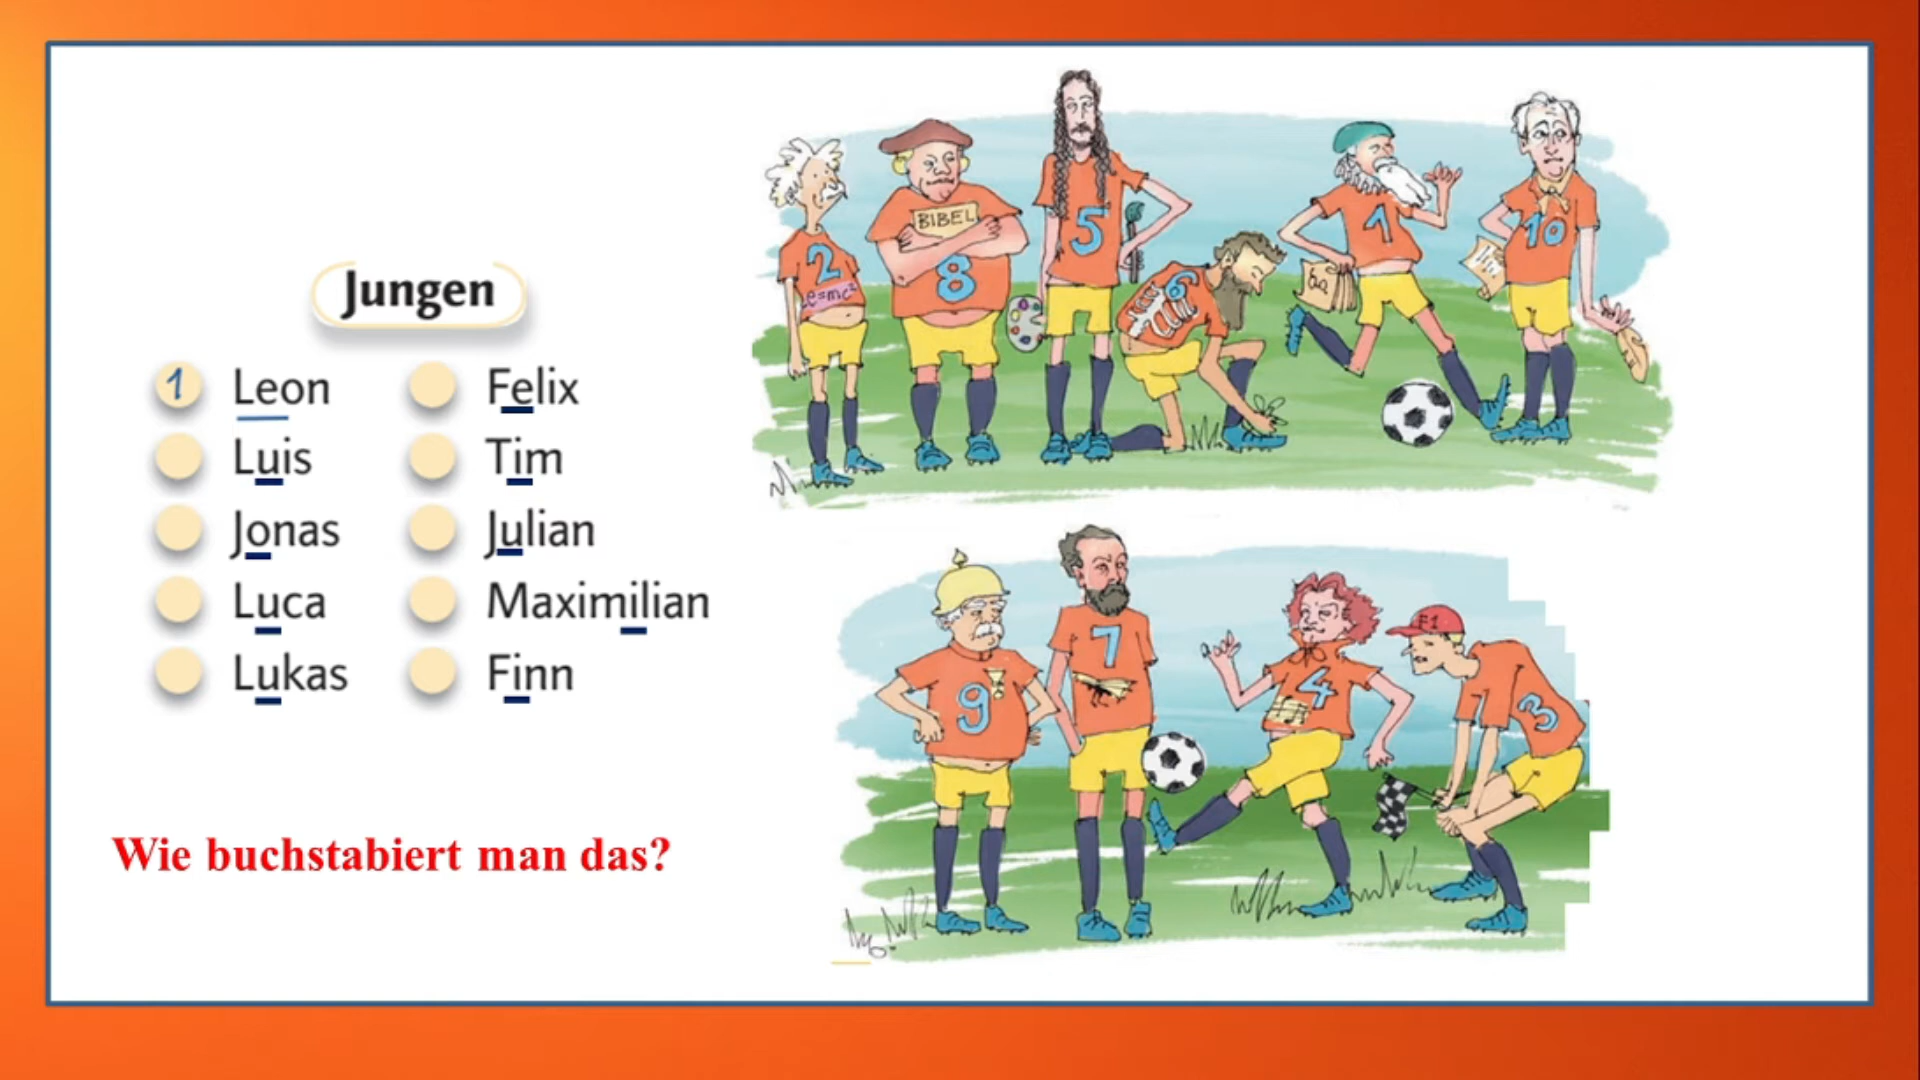 Jungen
1 Leon
Luis
Jonas
Luca
Lukas
Felix
Tim
Julian
Maximilian
Finn
Wie buchstabiert man das?
2
e=mc²
BIBEL
8
5
6
1
10
9
7
4
F1
3